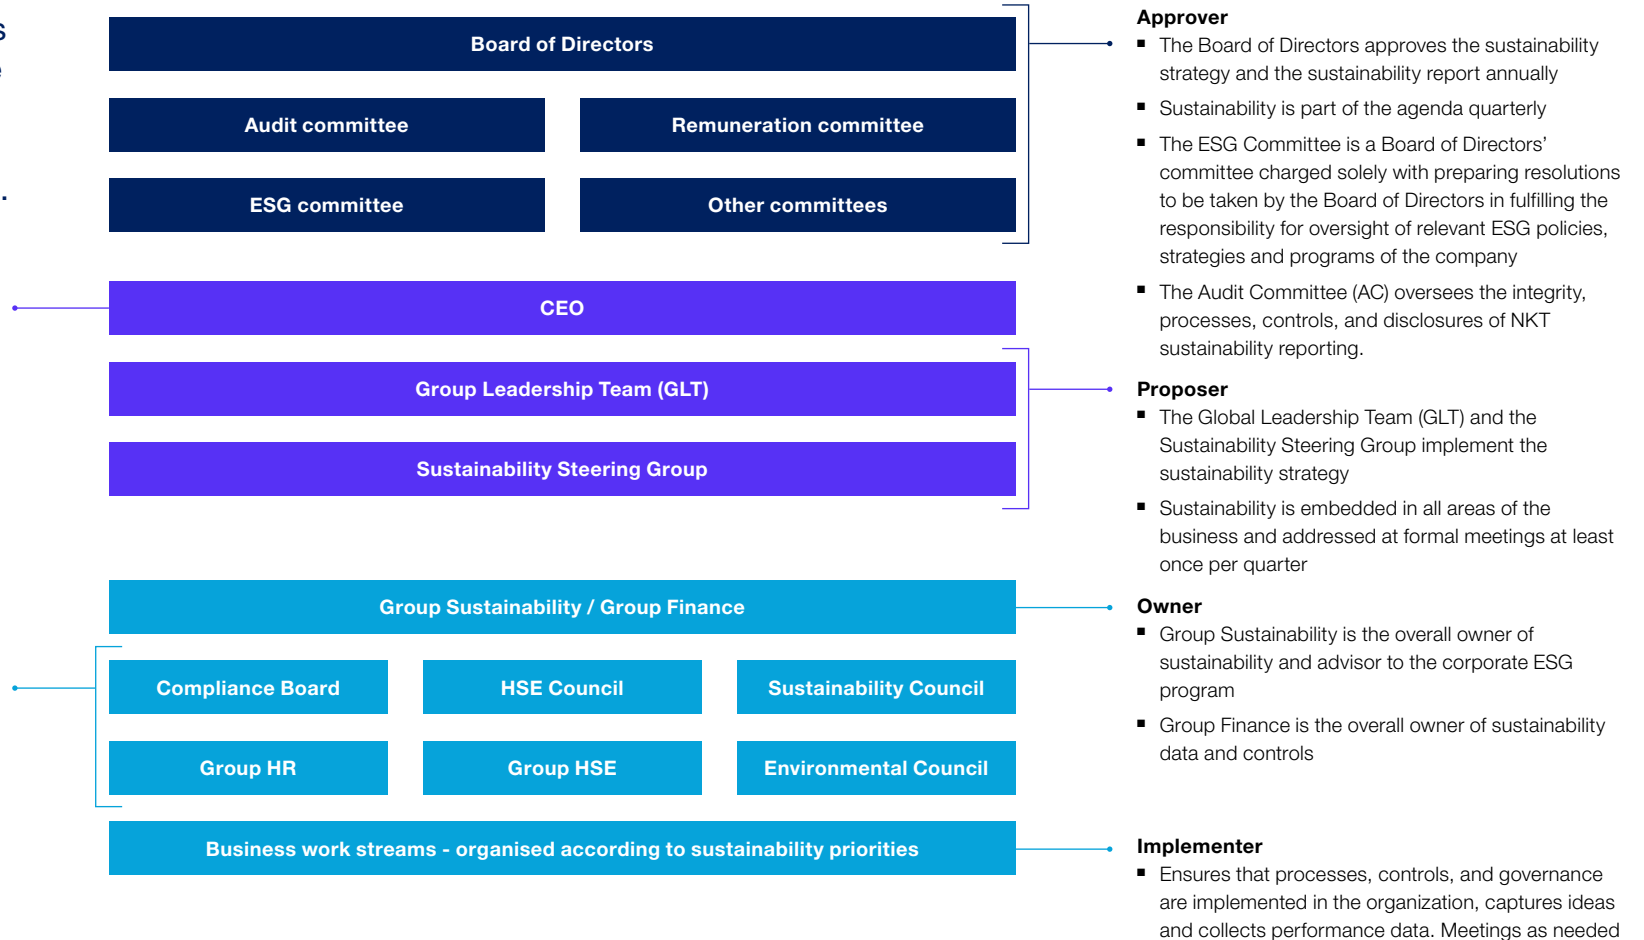 s
Board of Directors
Audit committee
Remuneration committee
ESG committee
Other committees
.
CEO
Group Leadership Team (GLT)
Sustainability Steering Group
Group Sustainability / Group Finance
Compliance Board
HSE Council
Sustainability Council
Group HR
Group HSE
Environmental Council
Business work streams - organised according to sustainability priorities
Approver
▪ The Board of Directors approves the sustainability
strategy and the sustainability report annually
▪ Sustainability is part of the agenda quarterly
▪ The ESG Committee is a Board of Directors’
committee charged solely with preparing resolutions
to be taken by the Board of Directors in fulfilling the
responsibility for oversight of relevant ESG policies,
strategies and programs of the company
▪ The Audit Committee (AC) oversees the integrity,
processes, controls, and disclosures of NKT
sustainability reporting.
Proposer
▪ The Global Leadership Team (GLT) and the
Sustainability Steering Group implement the
sustainability strategy
▪ Sustainability is embedded in all areas of the
business and addressed at formal meetings at least
once per quarter
Owner
▪ Group Sustainability is the overall owner of
sustainability and advisor to the corporate ESG
program
▪ Group Finance is the overall owner of sustainability
data and controls
Implementer
▪ Ensures that processes, controls, and governance
are implemented in the organization, captures ideas
and collects performance data. Meetings as needed